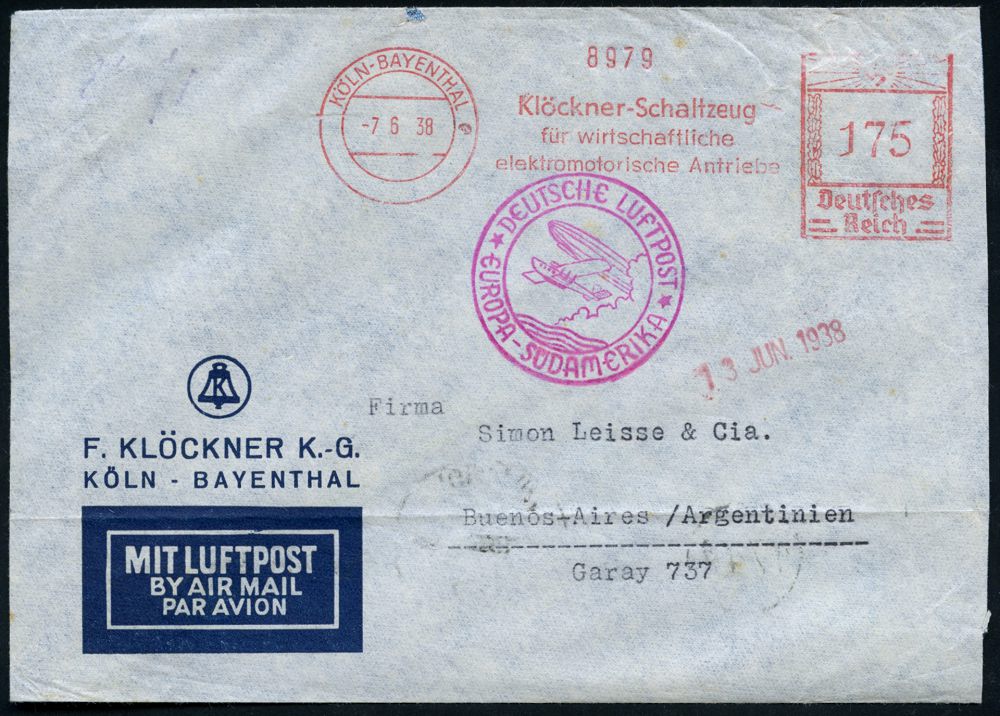 8979
KÖLN-BAYENTHAL e
-7 6 38
Klöckner-Schaltzeug
für wirtschaftliche
elektromotorische Antriebe
175
Deutsches
Reich
DEUTSCHE LUFTPOST
EUROPA-SÜDAMERIKA
13 JUN. 1938
K
F. KLÖCKNER K.-G.
KÖLN - BAYENTHAL
Firma
Simon Leisse & Cia.
Buenos-Aires /Argentinien
Garay 737
MIT LUFTPOST
BY AIR MAIL
PAR AVION